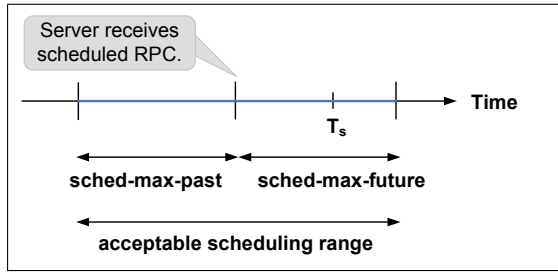 Server receives
scheduled RPC.
Time
Ts
sched-max-past sched-max-future
acceptable scheduling range